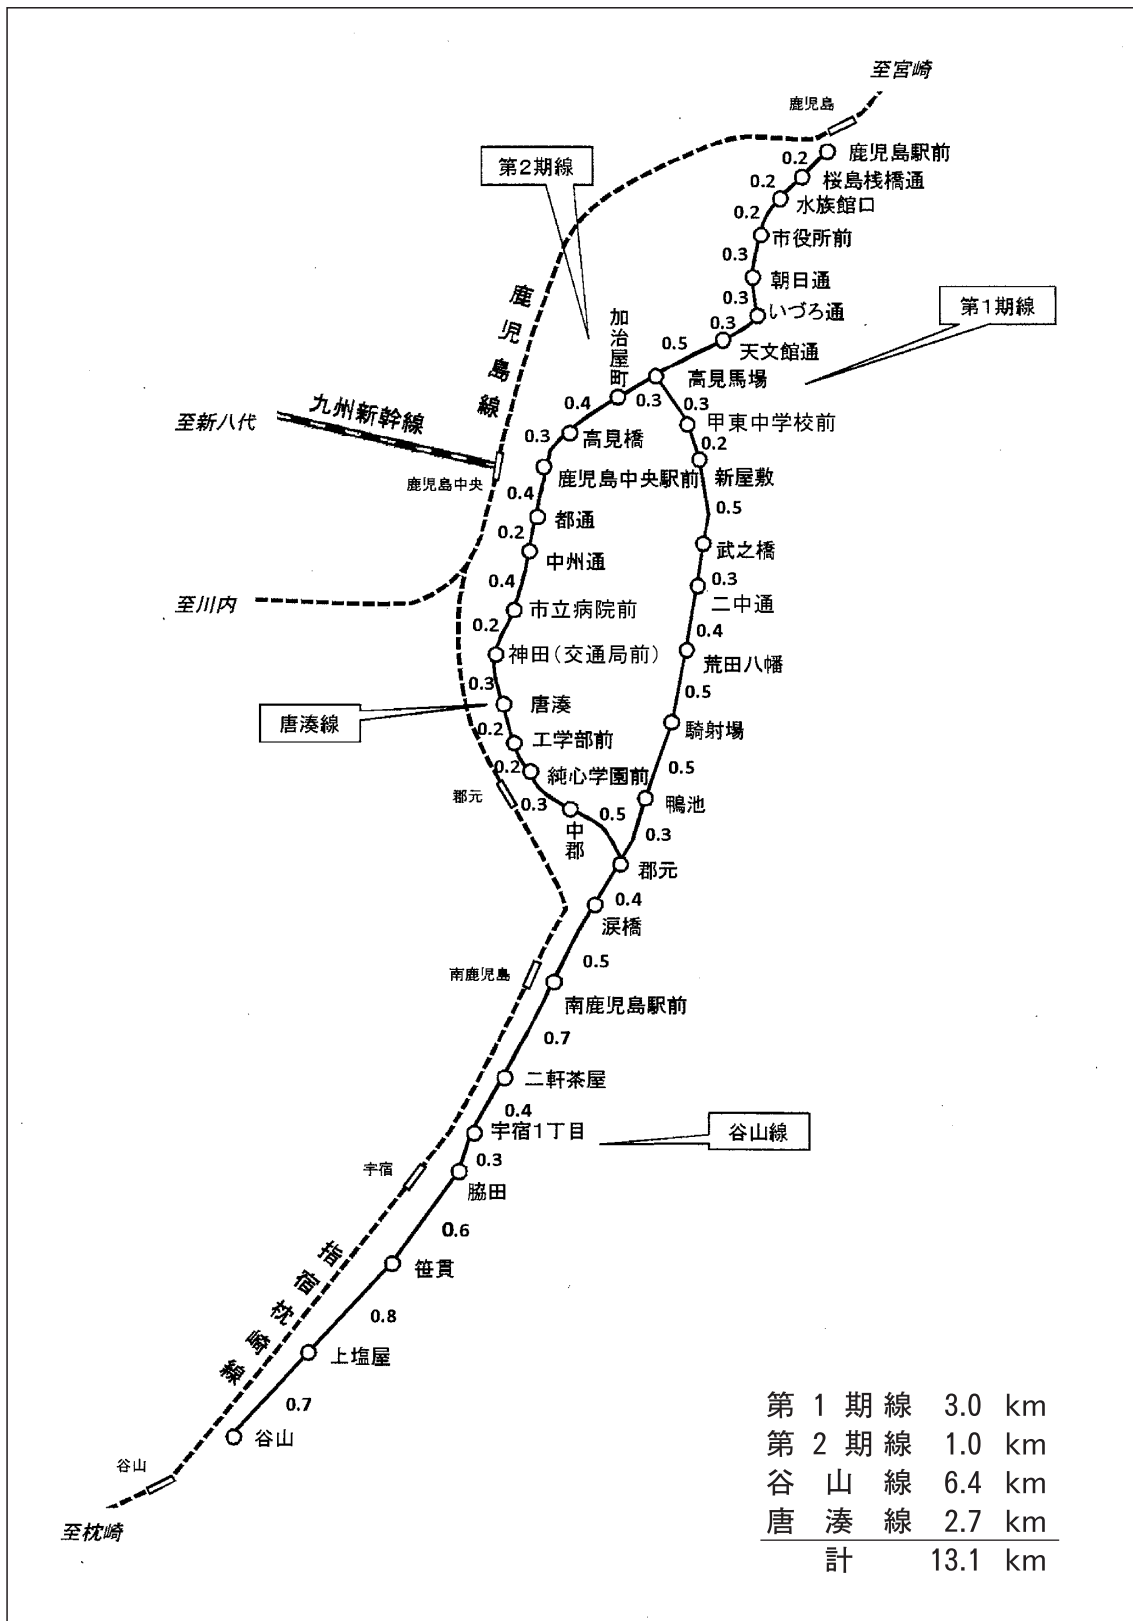 至宮崎
鹿児島
0.2
鹿児島駅前
0.2
桜島桟橋通
0.2
水族館口
市役所前
0.3
朝日通
0.3
いづろ通
0.3
天文館通
0.5
高見馬場
第2期線
第1期線
鹿児島線
加治屋町
0.3
0.4
高見橋
0.3
鹿児島中央駅前
九州新幹線
至新八代
鹿児島中央
0.4
都通
0.2
中州通
0.4
市立病院前
至川内
0.2
神田(交通局前)
0.3
唐湊
唐湊線
0.2
工学部前
0.2
純心学園前
0.3
中郡
0.5
郡元
0.3
甲東中学校前
0.2
新屋敷
0.5
武之橋
0.3
二中通
0.4
荒田八幡
0.5
騎射場
0.5
鴨池
0.3
郡元
0.4
涙橋
0.5
南鹿児島
南鹿児島駅前
0.7
二軒茶屋
0.4
宇宿1丁目
谷山線
0.3
宇宿
脇田
0.6
笹貫
指宿枕崎線
0.8
上塩屋
0.7
谷山
谷山
至枕崎
第1期線 3.0 km
第2期線 1.0 km
谷山線 6.4 km
唐湊線 2.7 km
計 13.1 km